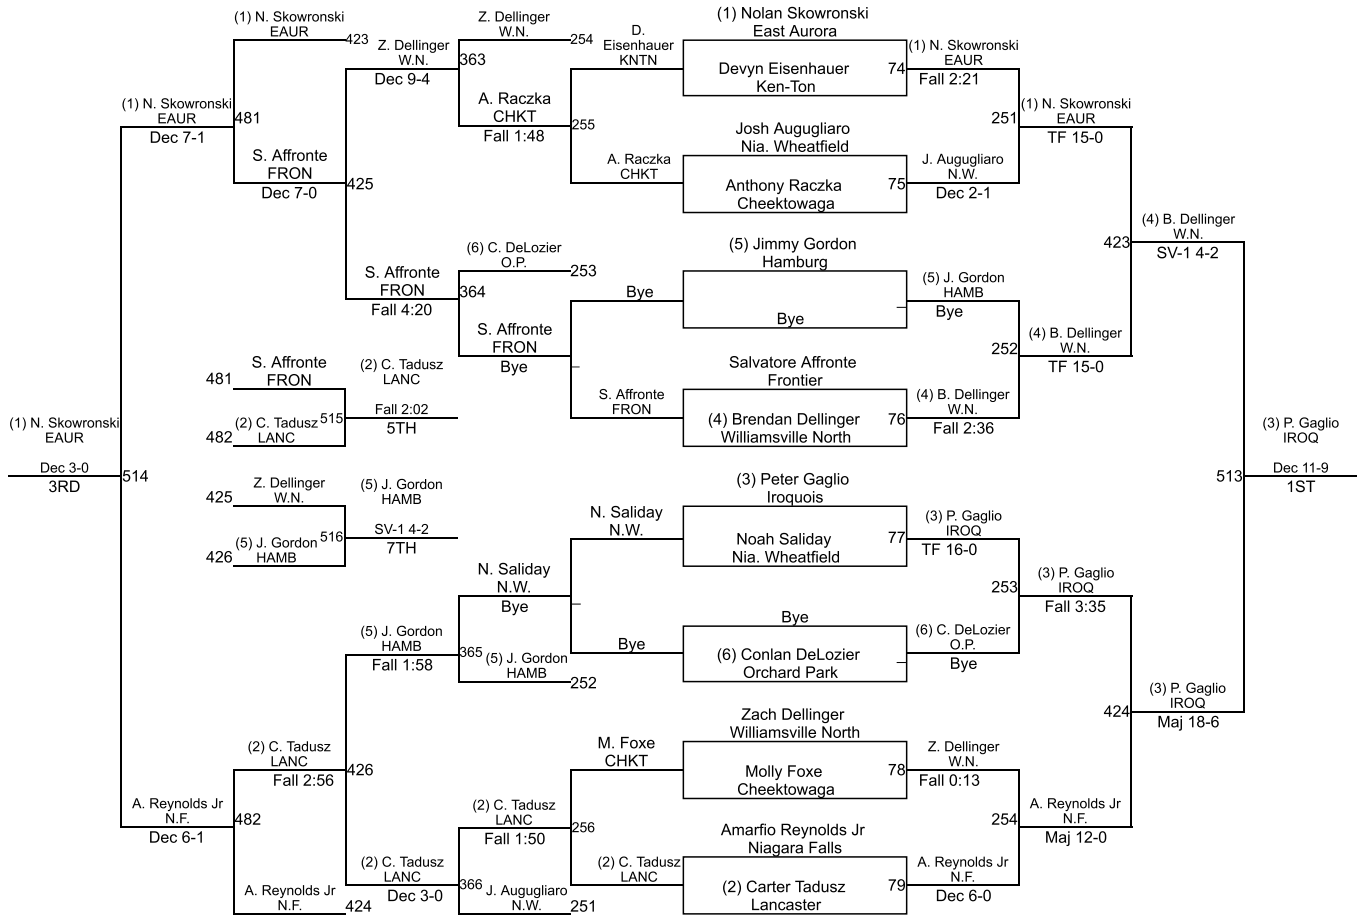 (1) Nolan Skowronski
East Aurora
Devyn Eisenhauer
Ken-Ton
74
Josh Augugliaro
Nia. Wheatfield
Anthony Raczka
Cheektowaga
75
(5) Jimmy Gordon
Hamburg
Bye
Salvatore Affronte
Frontier
(4) Brendan Dellinger
Williamsville North
76
(3) Peter Gaglio
Iroquois
Noah Saliday
Nia. Wheatfield
77
Bye
(6) Conlan DeLozier
Orchard Park
Zach Dellinger
Williamsville North
Molly Foxe
Cheektowaga
78
Amarfio Reynolds Jr
Niagara Falls
(2) Carter Tadusz
Lancaster
79
(1) N. Skowronski
EAUR
Fall 2:21
J. Augugliaro
N.W.
Dec 2-1
251
(5) J. Gordon
HAMB
Bye
(4) B. Dellinger
W.N.
Fall 2:36
252
(3) P. Gaglio
IROQ
TF 16-0
(6) C. DeLozier
O.P.
Bye
253
Z. Dellinger
W.N.
Fall 0:13
A. Reynolds Jr
N.F.
Dec 6-0
254
(1) N. Skowronski
EAUR
TF 15-0
(4) B. Dellinger
W.N.
TF 15-0
423
(3) P. Gaglio
IROQ
Fall 3:35
A. Reynolds Jr
N.F.
Maj 12-0
424
(4) B. Dellinger
W.N.
SV-1 4-2
(3) P. Gaglio
IROQ
Maj 18-6
513
(3) P. Gaglio
IROQ
Dec 11-9
1ST
D.
Eisenhauer
KNTN
A. Raczka
CHKT
255
Bye
S. Affronte
FRON
N. Saliday
N.W.
Bye
M. Foxe
CHKT
(2) C. Tadusz
LANC
256
Z. Dellinger
W.N.
254
A. Raczka
CHKT
Fall 1:48
363
(6) C. DeLozier
O.P.
253
S. Affronte
FRON
Bye
364
N. Saliday
N.W.
Bye
(5) J. Gordon
HAMB
252
365
(2) C. Tadusz
LANC
Fall 1:50
J. Augugliaro
N.W.
251
366
Z. Dellinger
W.N.
Dec 9-4
S. Affronte
FRON
Fall 4:20
425
(5) J. Gordon
HAMB
Fall 1:58
(2) C. Tadusz
LANC
Dec 3-0
426
(1) N. Skowronski
EAUR
423
S. Affronte
FRON
Dec 7-0
481
(2) C. Tadusz
LANC
Fall 2:56
A. Reynolds Jr
N.F.
424
482
(1) N. Skowronski
EAUR
Dec 7-1
A. Reynolds Jr
N.F.
Dec 6-1
514
(1) N. Skowronski
EAUR
Dec 3-0
3RD
481
S. Affronte
FRON
482
(2) C. Tadusz
LANC
515
(2) C. Tadusz
LANC
Fall 2:02
5TH
425
Z. Dellinger
W.N.
426
(5) J. Gordon
HAMB
516
(5) J. Gordon
HAMB
SV-1 4-2
7TH